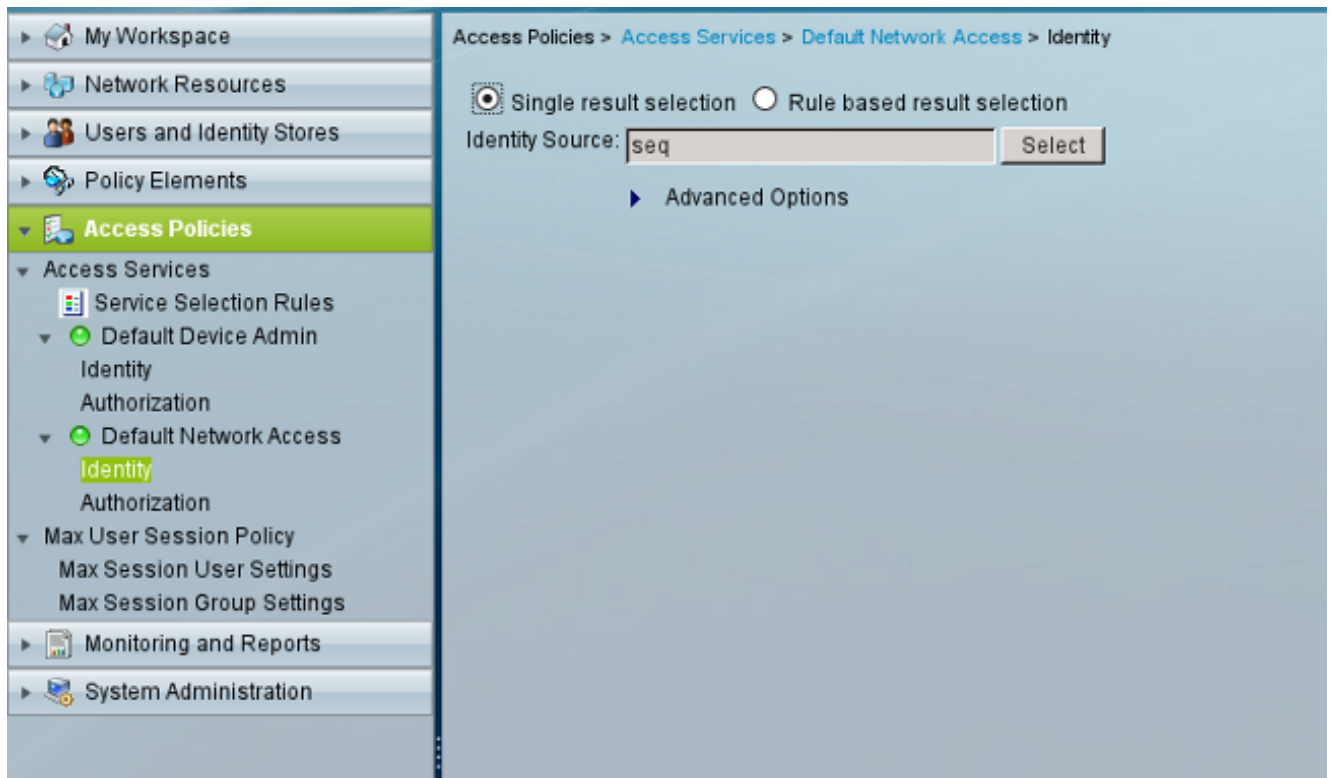 My Workspace
Network Resources
Users and Identity Stores
Policy Elements
Access Policies
Access Services
Service Selection Rules
Default Device Admin
Identity
Authorization
Default Network Access
Identity
Authorization
Max User Session Policy
Max Session User Settings
Max Session Group Settings
Monitoring and Reports
System Administration
Access Policies > Access Services > Default Network Access > Identity
Single result selection Rule based result selection
Identity Source: seq Select
Advanced Options